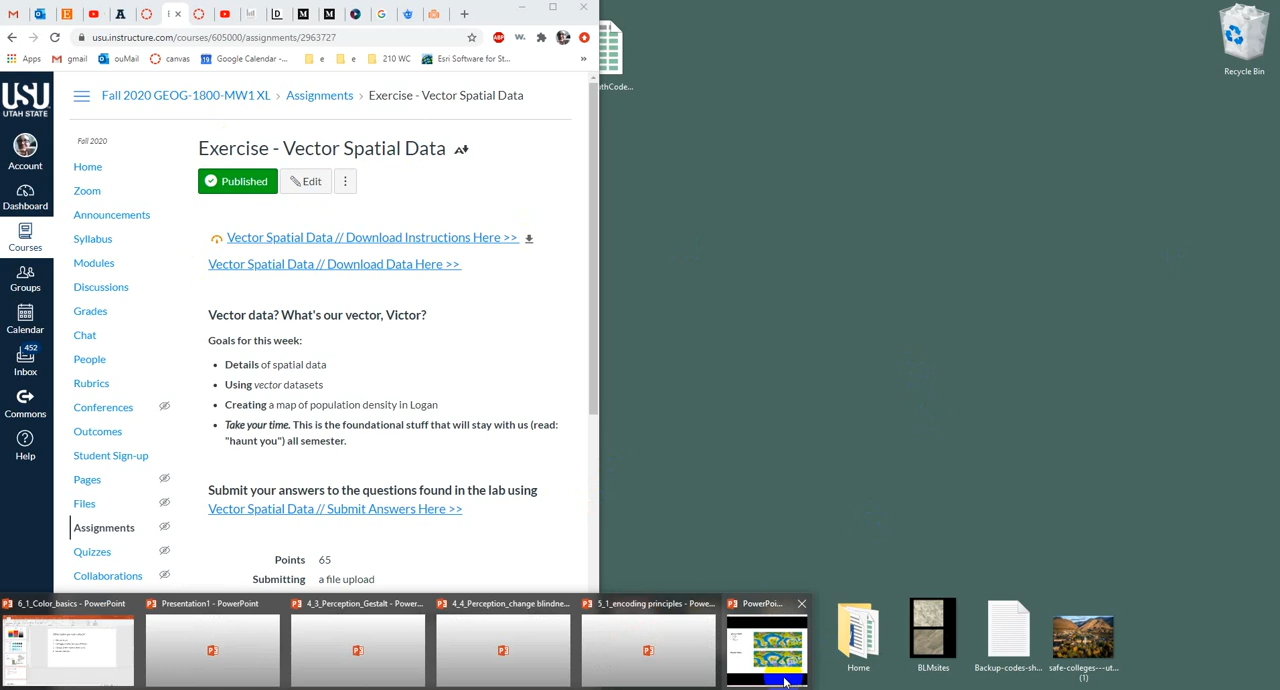 usu.instructure.com/courses/605000/assignments/2963727
ABP
W.
Apps
gmail
ouMail
canvas
Google Calendar -...
e
e
210 WC
Esri Software for St...
»
thCode...
Recycle Bin
USU
UTAH STATE
Account
Dashboard
Courses
Groups
Calendar
452
Inbox
Commons
Help
Fall 2020 GEOG-1800-MW1 XL > Assignments > Exercise - Vector Spatial Data
Fall 2020
Home
Zoom
Announcements
Syllabus
Modules
Discussions
Grades
Chat
People
Rubrics
Conferences
Outcomes
Student Sign-up
Pages
Files
Assignments
Quizzes
Collaborations
Exercise - Vector Spatial Data
Published
Edit
Vector Spatial Data // Download Instructions Here >>
Vector Spatial Data // Download Data Here >>
Vector data? What's our vector, Victor?
Goals for this week:
• Details of spatial data
• Using vector datasets
• Creating a map of population density in Logan
• Take your time. This is the foundational stuff that will stay with us (read:
"haunt you") all semester.
Submit your answers to the questions found in the lab using
Vector Spatial Data // Submit Answers Here >>
Points 65
Submitting a file upload
6_1_Color_basics - PowerPoint
Presentation1 - PowerPoint
4_3_Perception_Gestalt - Power...
4_4_Perception_change blindne...
5_1_encoding principles - Powe...
PowerPoi...
Home
BLMsites
Backup-codes-sh...
safe-colleges---ut...
(1)